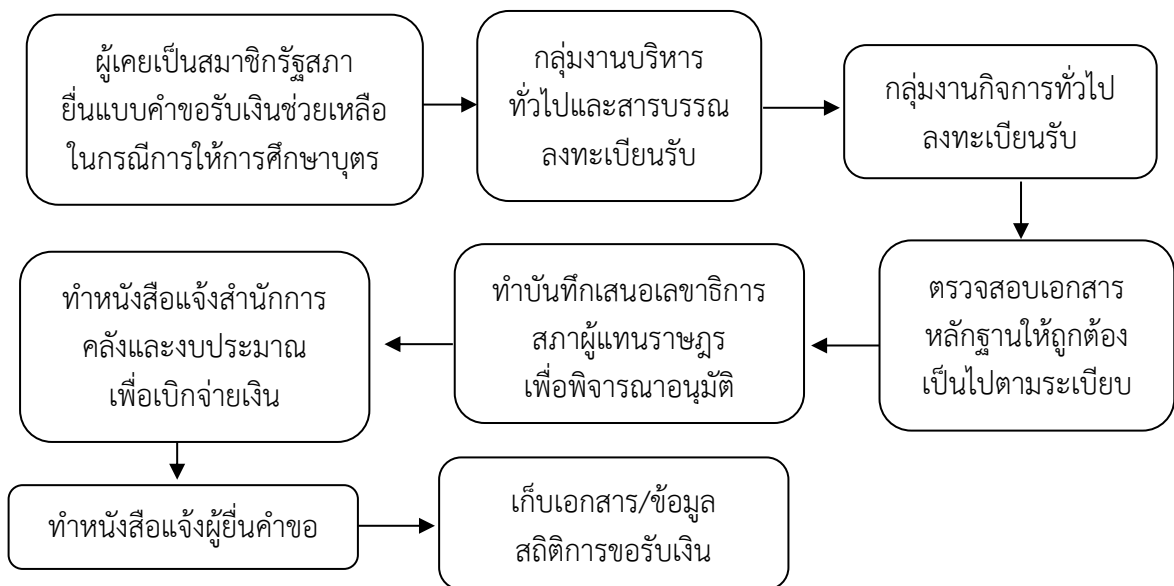 ผู้เคยเป็นสมาชิกรัฐสภา
ยื่นแบบคำขอรับเงินช่วยเหลือ
ในกรณีการให้การศึกษาบุตร
กลุ่มงานบริหาร
ทั่วไปและสารบรรณ
ลงทะเบียนรับ
กลุ่มงานกิจการทั่วไป
ลงทะเบียนรับ
ตรวจสอบเอกสาร
หลักฐานให้ถูกต้อง
เป็นไปตามระเบียบ
ทำบันทึกเสนอเลขาธิการ
สภาผู้แทนราษฎร
เพื่อพิจารณาอนุมัติ
ทำหนังสือแจ้งสำนักการ
คลังและงบประมาณ
เพื่อเบิกจ่ายเงิน
ทำหนังสือแจ้งผู้ยื่นคำขอ
เก็บเอกสาร/ข้อมูล
สถิติการขอรับเงิน